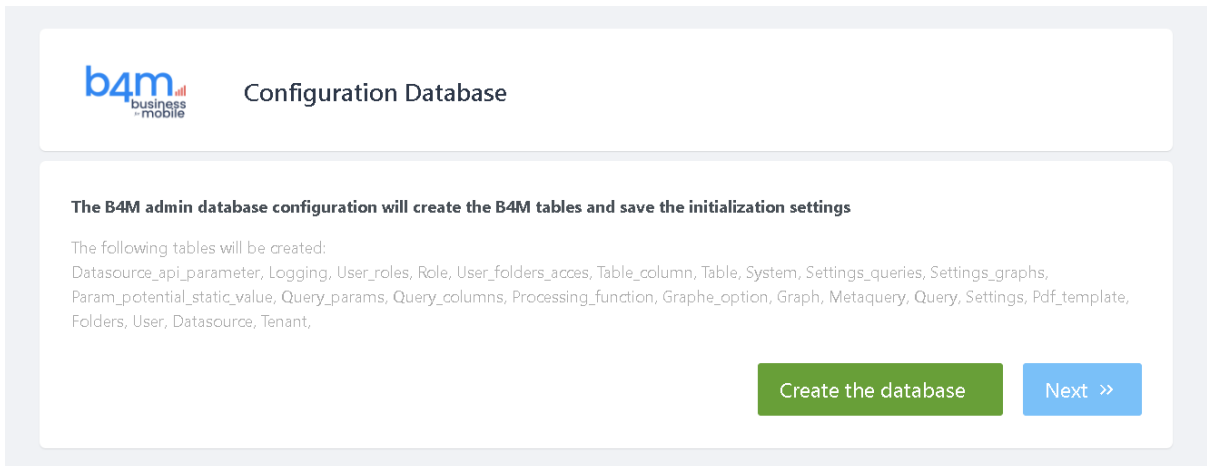 b4m
business
mobile
Configuration Database
The B4M admin database configuration will create the B4M tables and save the initialization settings
The following tables will be created:
Datasource_api_parameter, Logging, User_roles, Role, User_folders_acces, Table_column, Table, System, Settings_queries, Settings_graphs,
Param_potential_static_value, Query_params, Query_columns, Processing_function, Graphe_option, Graph, Metaquery, Query, Settings, Pdf_template,
Folders, User, Datasource, Tenant,
Create the database
Next »